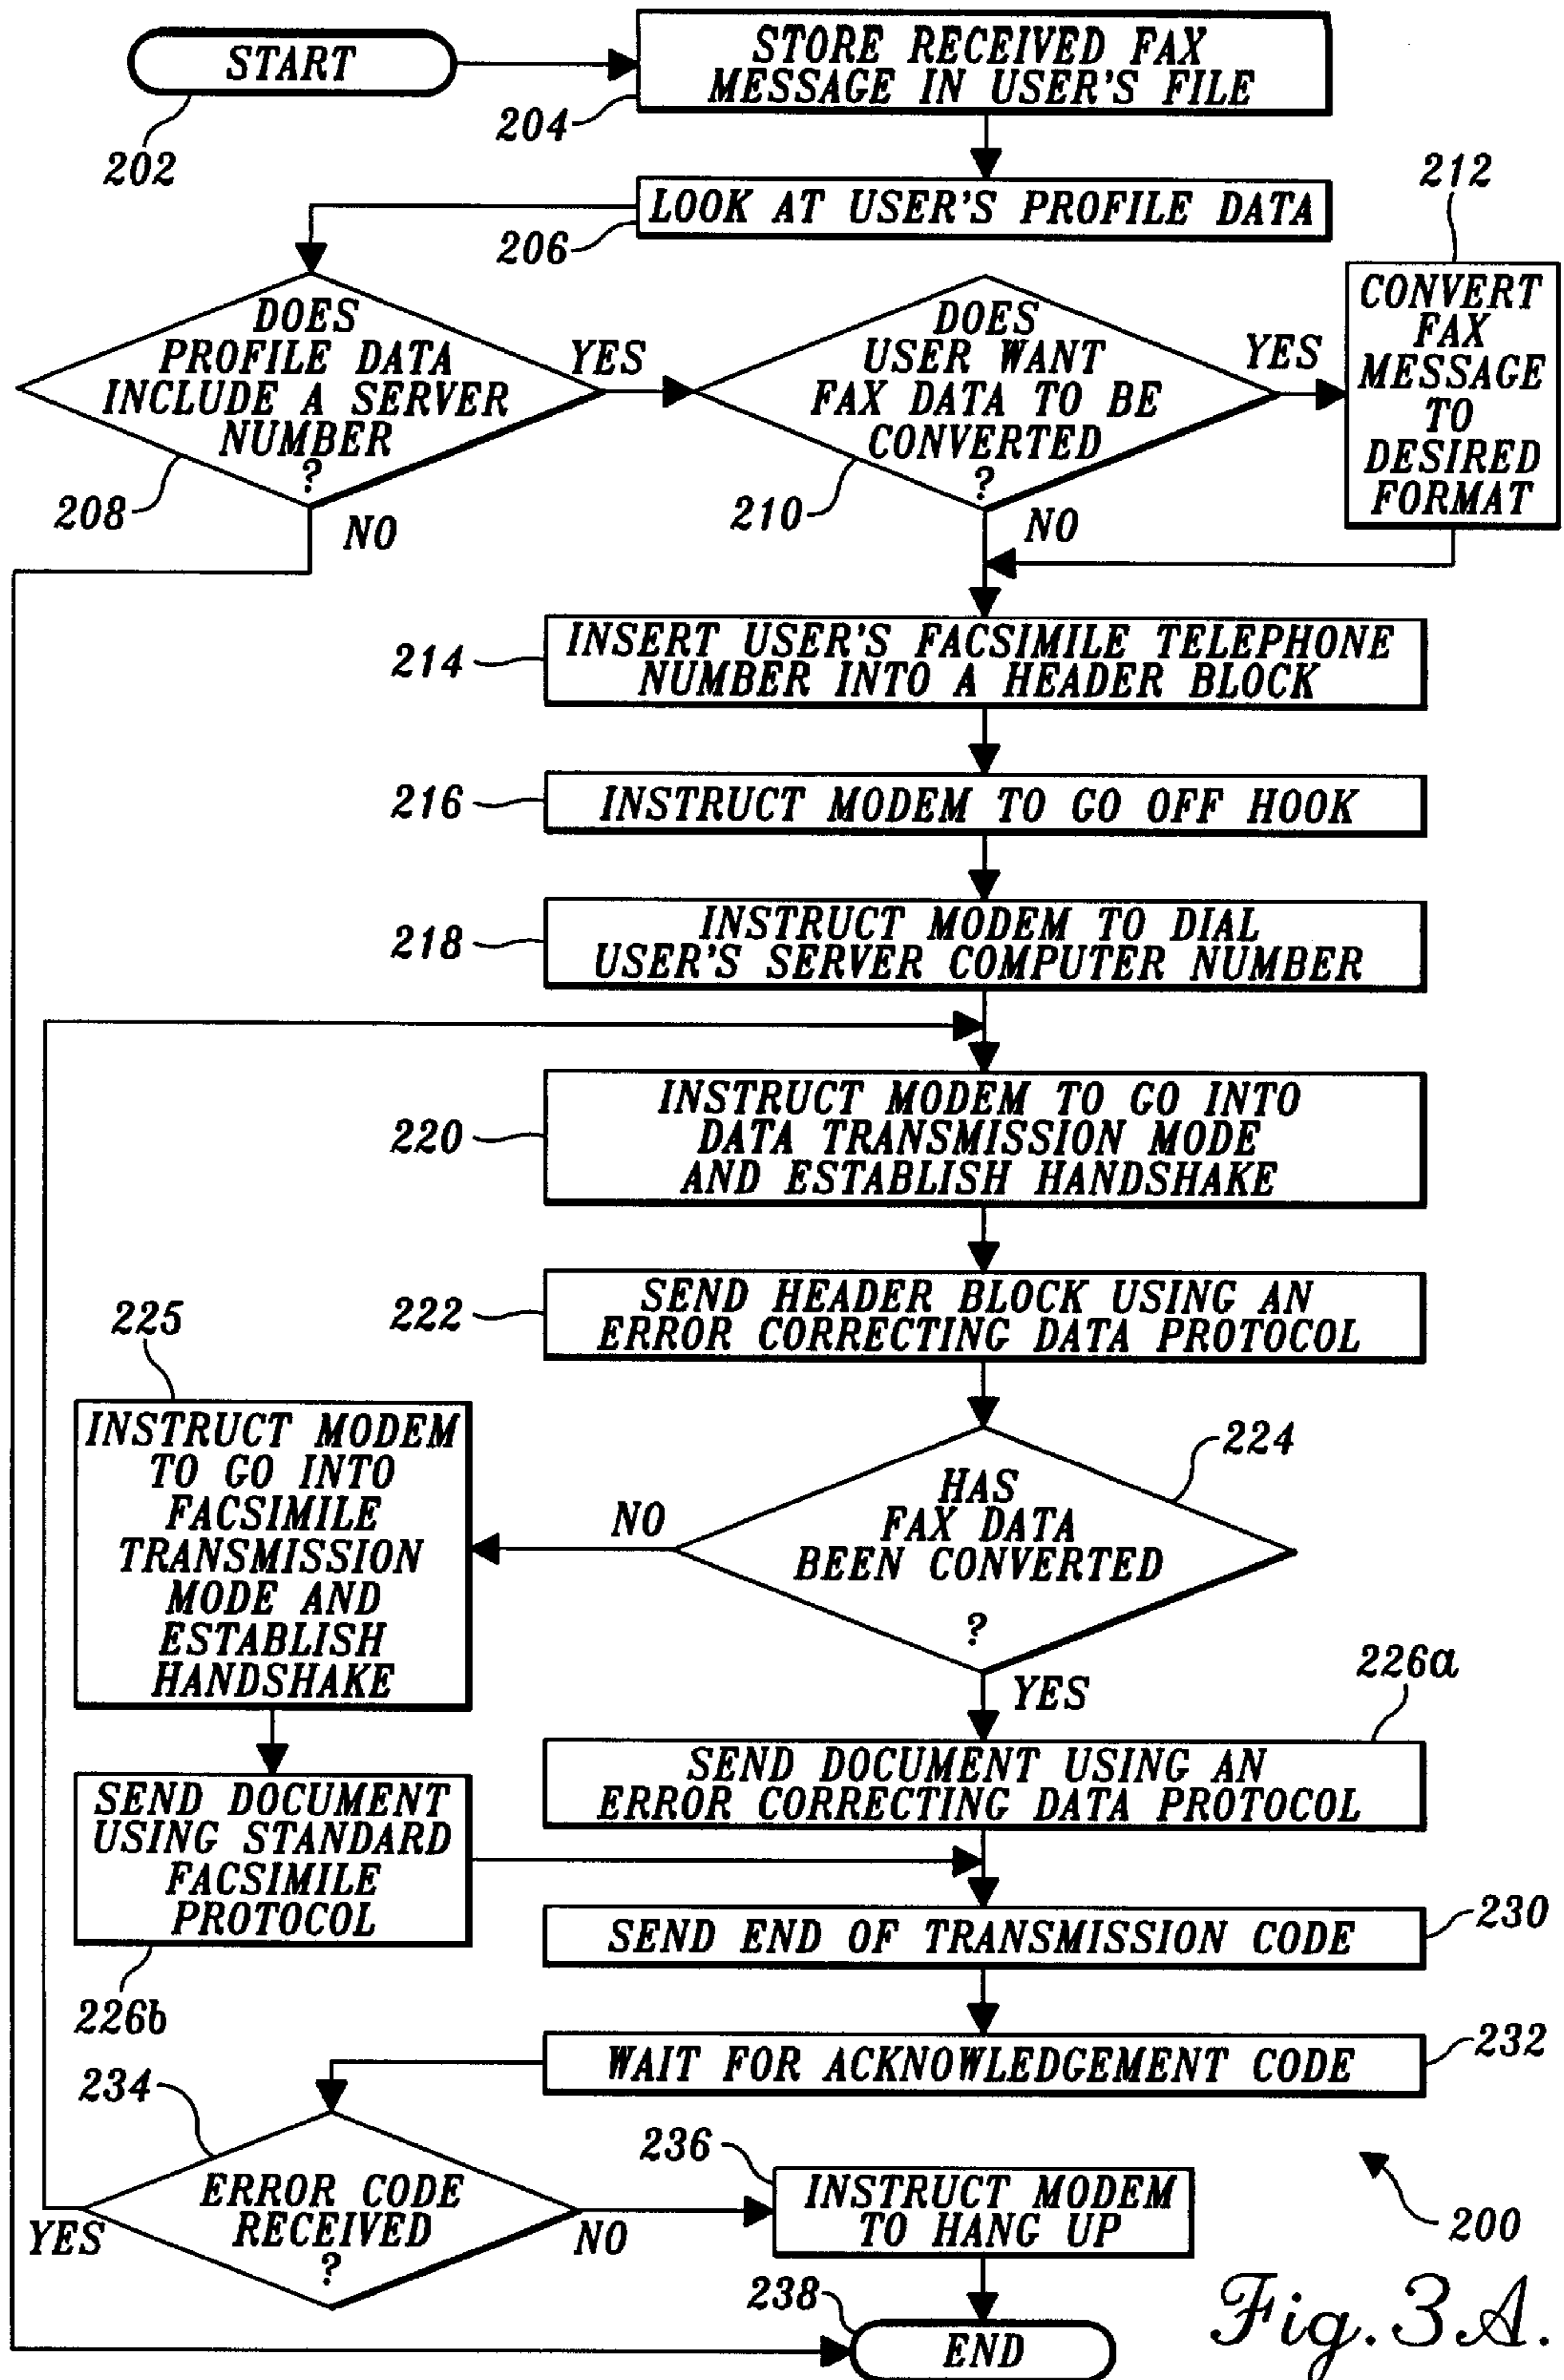 START
202
STORE RECEIVED FAX
MESSAGE IN USER'S FILE
204
LOOK AT USER'S PROFILE DATA
206
212
DOES
PROFILE DATA
INCLUDE A SERVER
NUMBER
?
208
YES
NO
DOES
USER WANT
FAX DATA TO BE
CONVERTED
?
210
YES
NO
CONVERT
FAX
MESSAGE
TO
DESIRED
FORMAT
214
INSERT USER'S FACSIMILE TELEPHONE
NUMBER INTO A HEADER BLOCK
216
INSTRUCT MODEM TO GO OFF HOOK
218
INSTRUCT MODEM TO DIAL
USER'S SERVER COMPUTER NUMBER
220
INSTRUCT MODEM TO GO INTO
DATA TRANSMISSION MODE
AND ESTABLISH HANDSHAKE
222
SEND HEADER BLOCK USING AN
ERROR CORRECTING DATA PROTOCOL
224
HAS
FAX DATA
BEEN CONVERTED
?
NO
YES
225
INSTRUCT MODEM
TO GO INTO
FACSIMILE
TRANSMISSION
MODE AND
ESTABLISH
HANDSHAKE
226a
SEND DOCUMENT USING AN
ERROR CORRECTING DATA PROTOCOL
SEND DOCUMENT
USING STANDARD
FACSIMILE
PROTOCOL
226b
SEND END OF TRANSMISSION CODE
230
WAIT FOR ACKNOWLEDGEMENT CODE
232
234
ERROR CODE
RECEIVED
?
YES
NO
236
INSTRUCT MODEM
TO HANG UP
200
238
END
Fig. 3A.